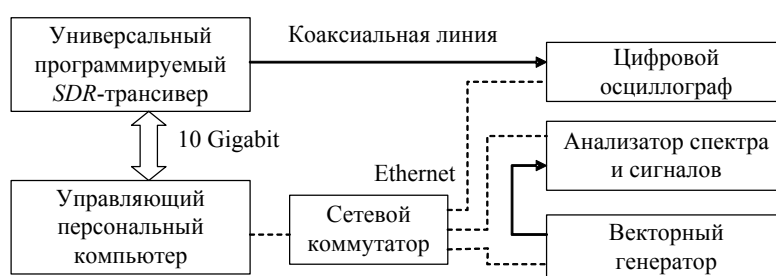 Универсальный
программируемый
SDR-трансивер
Коаксиальная линия
Цифровой
осциллограф
10 Gigabit
Ethernet
Анализатор спектра
и сигналов
Управляющий
персональный
компьютер
Сетевой
коммутатор
Векторный
генератор